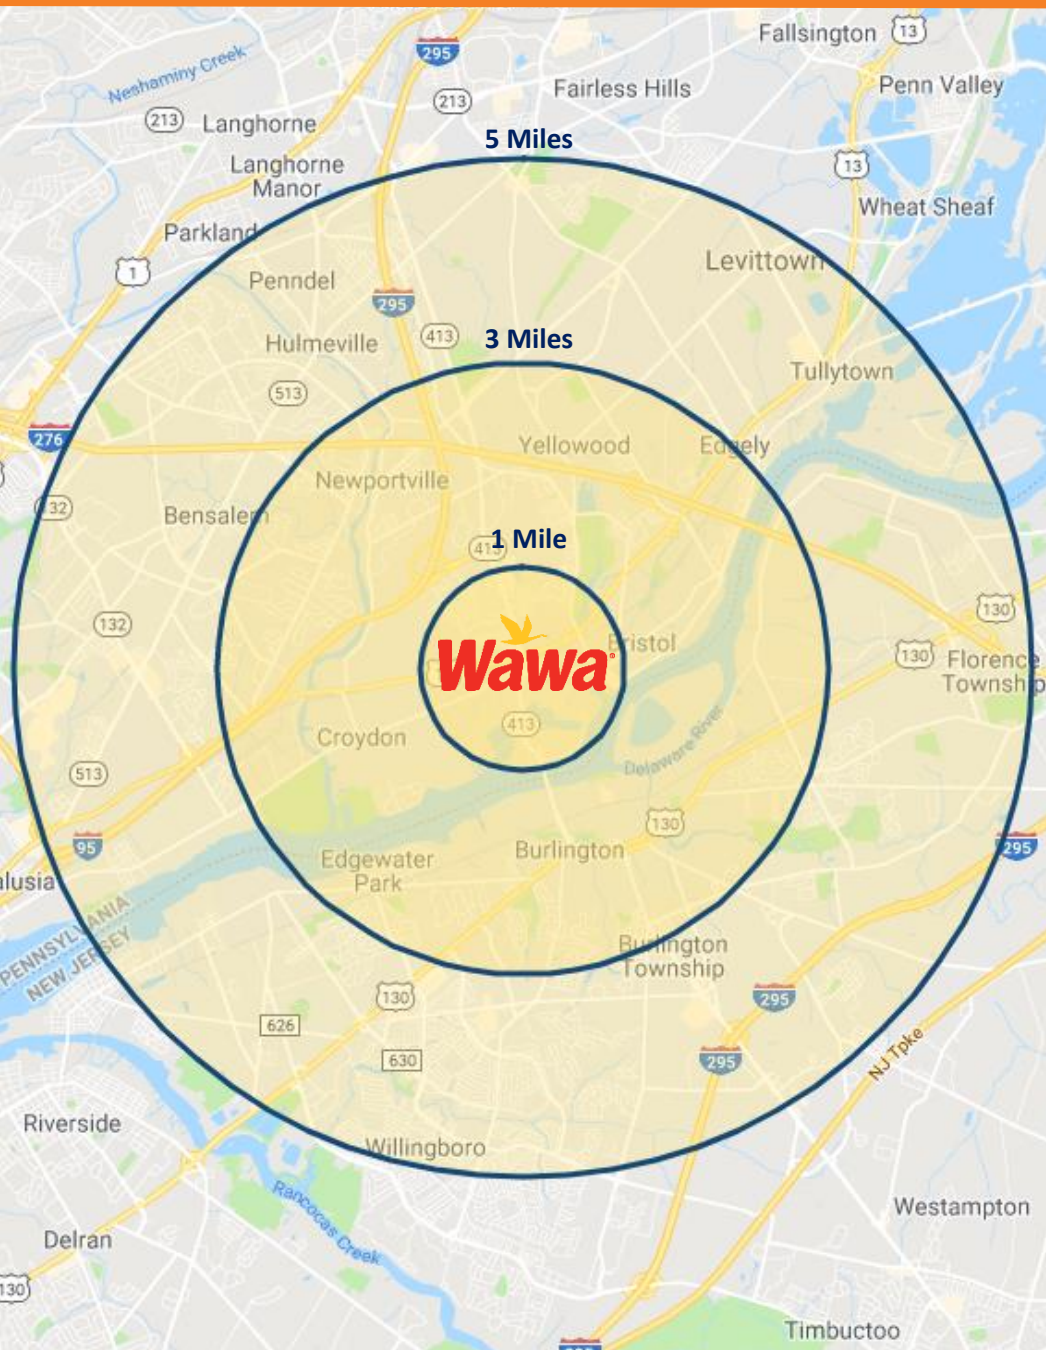 Fallsington
13
295
Neshaminy Creek
Fairless Hills
Penn Valley
213
213
Langhorne
5 Miles
Langhorne
Manor
13
Wheat Sheaf
Parkland
Levittown
1
Penndel
295
413
3 Miles
Hulmeville
Tullytown
513
276
Yellowood
Edgely
Newportville
132
Bensalem
413
1 Mile
130
132
Wawa
Bristol
130
Florence
Township
413
Croydon
Delaware River
513
130
95
295
Burlington
Edgewater
Park
alusia
PENNSYLVANIA
NEW JERSEY
Burlington
Township
130
295
626
630
295
NJ Tpke
Riverside
Willingboro
Rancocas Creek
Westampton
Delran
130
Timbuctoo